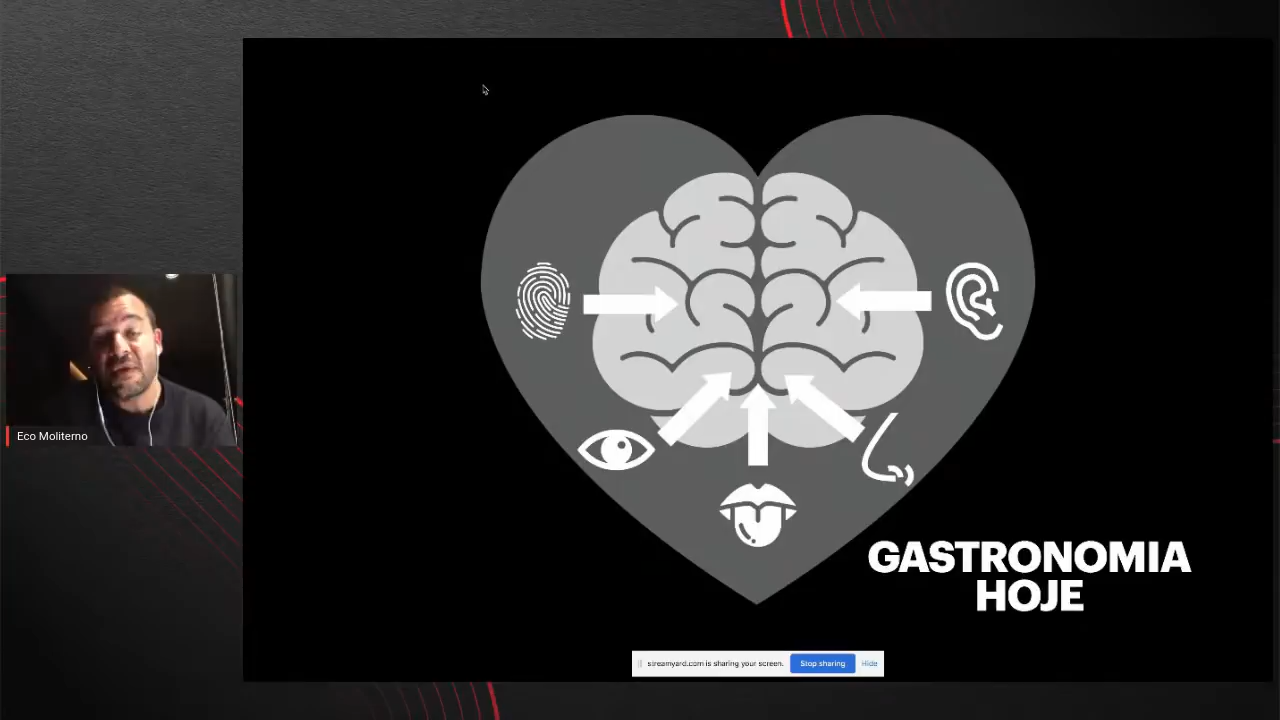 Eco Moliterno
GASTRONOMIA
HOJE
streamyard.com is sharing your screen.
Stop sharing
Hide